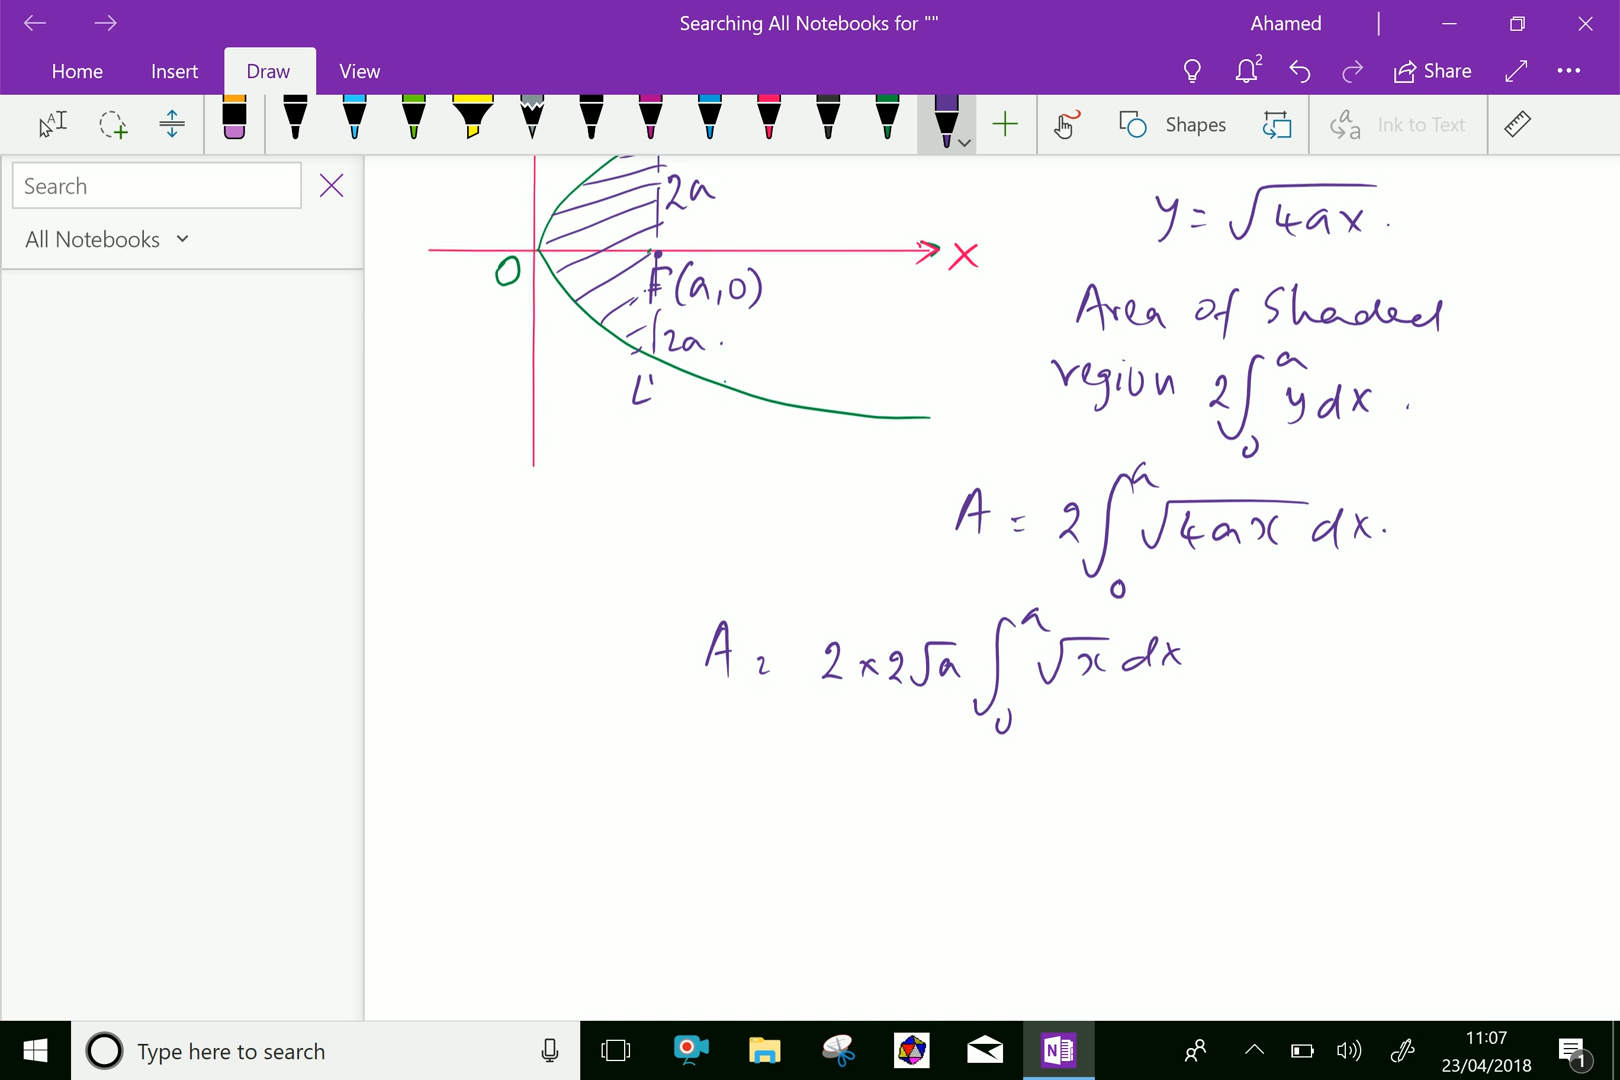 Searching All Notebooks for ""
Ahamed
Home Insert Draw View
2
Share
Shapes
Ink to Text
Search
All Notebooks
2a
y = √4ax .
X
O
F(a,0)
2a .
L'
Area of Shaded
region 2∫₀ᵃ y dx .
A = 2∫₀ᵃ √4ax dx .
A = 2×2√a ∫₀ᵃ √x dx
Type here to search
11:07
23/04/2018
1